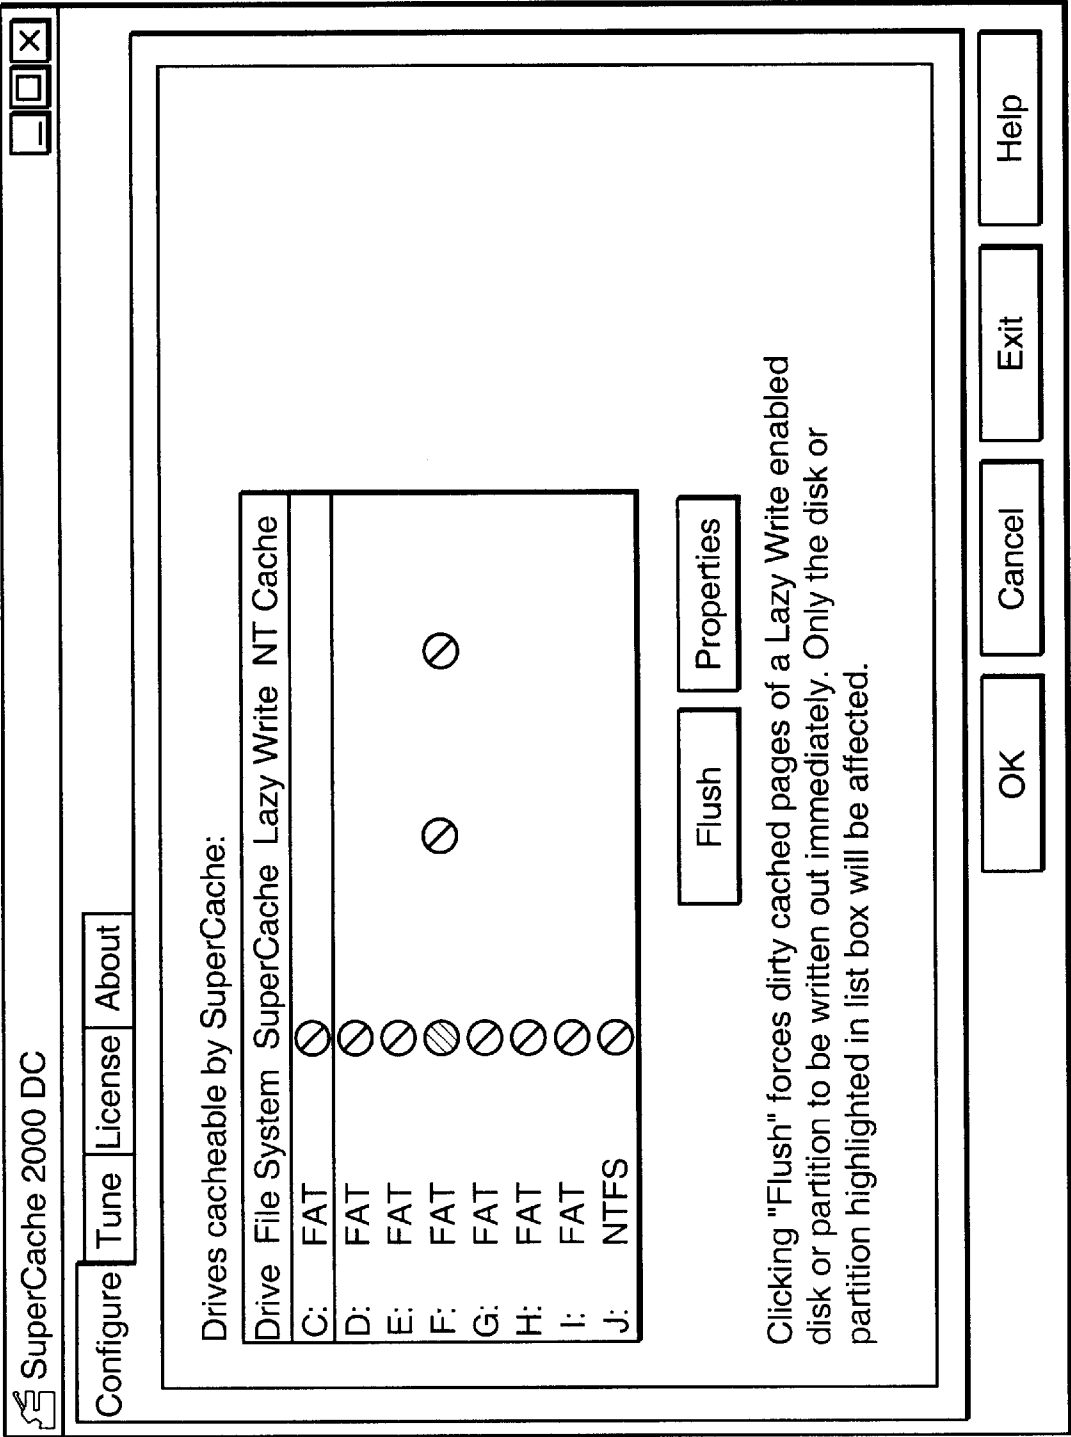 SuperCache 2000 DC
Configure Tune License About
Drives cacheable by SuperCache:
Drive File System SuperCache Lazy Write NT Cache
C: FAT
D: FAT
E: FAT
F: FAT
G: FAT
H: FAT
I: FAT
J: NTFS
Flush Properties
Clicking "Flush" forces dirty cached pages of a Lazy Write enabled
disk or partition to be written out immediately. Only the disk or
partition highlighted in list box will be affected.
OK Cancel Exit Help